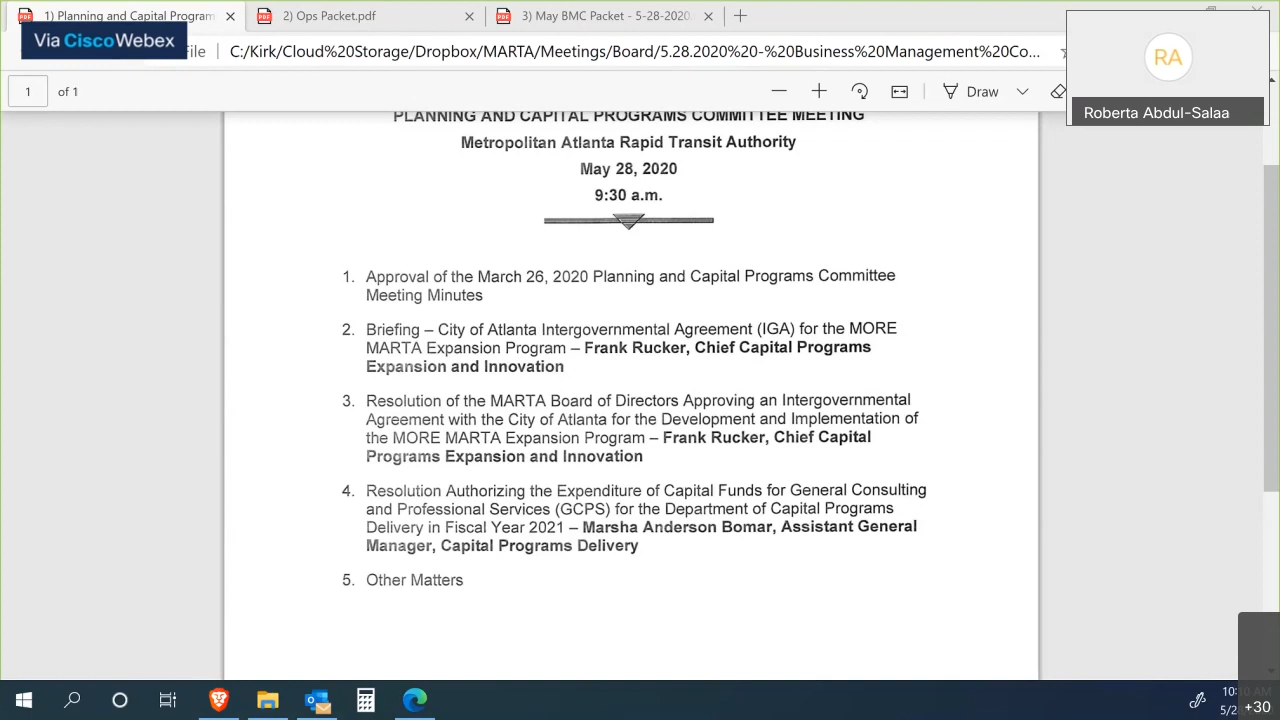 1) Planning and Capital Program
2) Ops Packet.pdf
3) May BMC Packet - 5-28-2020.
Via CiscoWebex
File
C:/Kirk/Cloud%20Storage/Dropbox/MARTA/Meetings/Board/5.28.2020%20-%20Business%20Management%20Co...
1 of 1
Draw
RA
Roberta Abdul-Salaa
PLANNING AND CAPITAL PROGRAMS COMMITTEE MEETING
Metropolitan Atlanta Rapid Transit Authority
May 28, 2020
9:30 a.m.
1. Approval of the March 26, 2020 Planning and Capital Programs Committee
Meeting Minutes
2. Briefing – City of Atlanta Intergovernmental Agreement (IGA) for the MORE
MARTA Expansion Program – Frank Rucker, Chief Capital Programs
Expansion and Innovation
3. Resolution of the MARTA Board of Directors Approving an Intergovernmental
Agreement with the City of Atlanta for the Development and Implementation of
the MORE MARTA Expansion Program – Frank Rucker, Chief Capital
Programs Expansion and Innovation
4. Resolution Authorizing the Expenditure of Capital Funds for General Consulting
and Professional Services (GCPS) for the Department of Capital Programs
Delivery in Fiscal Year 2021 – Marsha Anderson Bomar, Assistant General
Manager, Capital Programs Delivery
5. Other Matters
+30